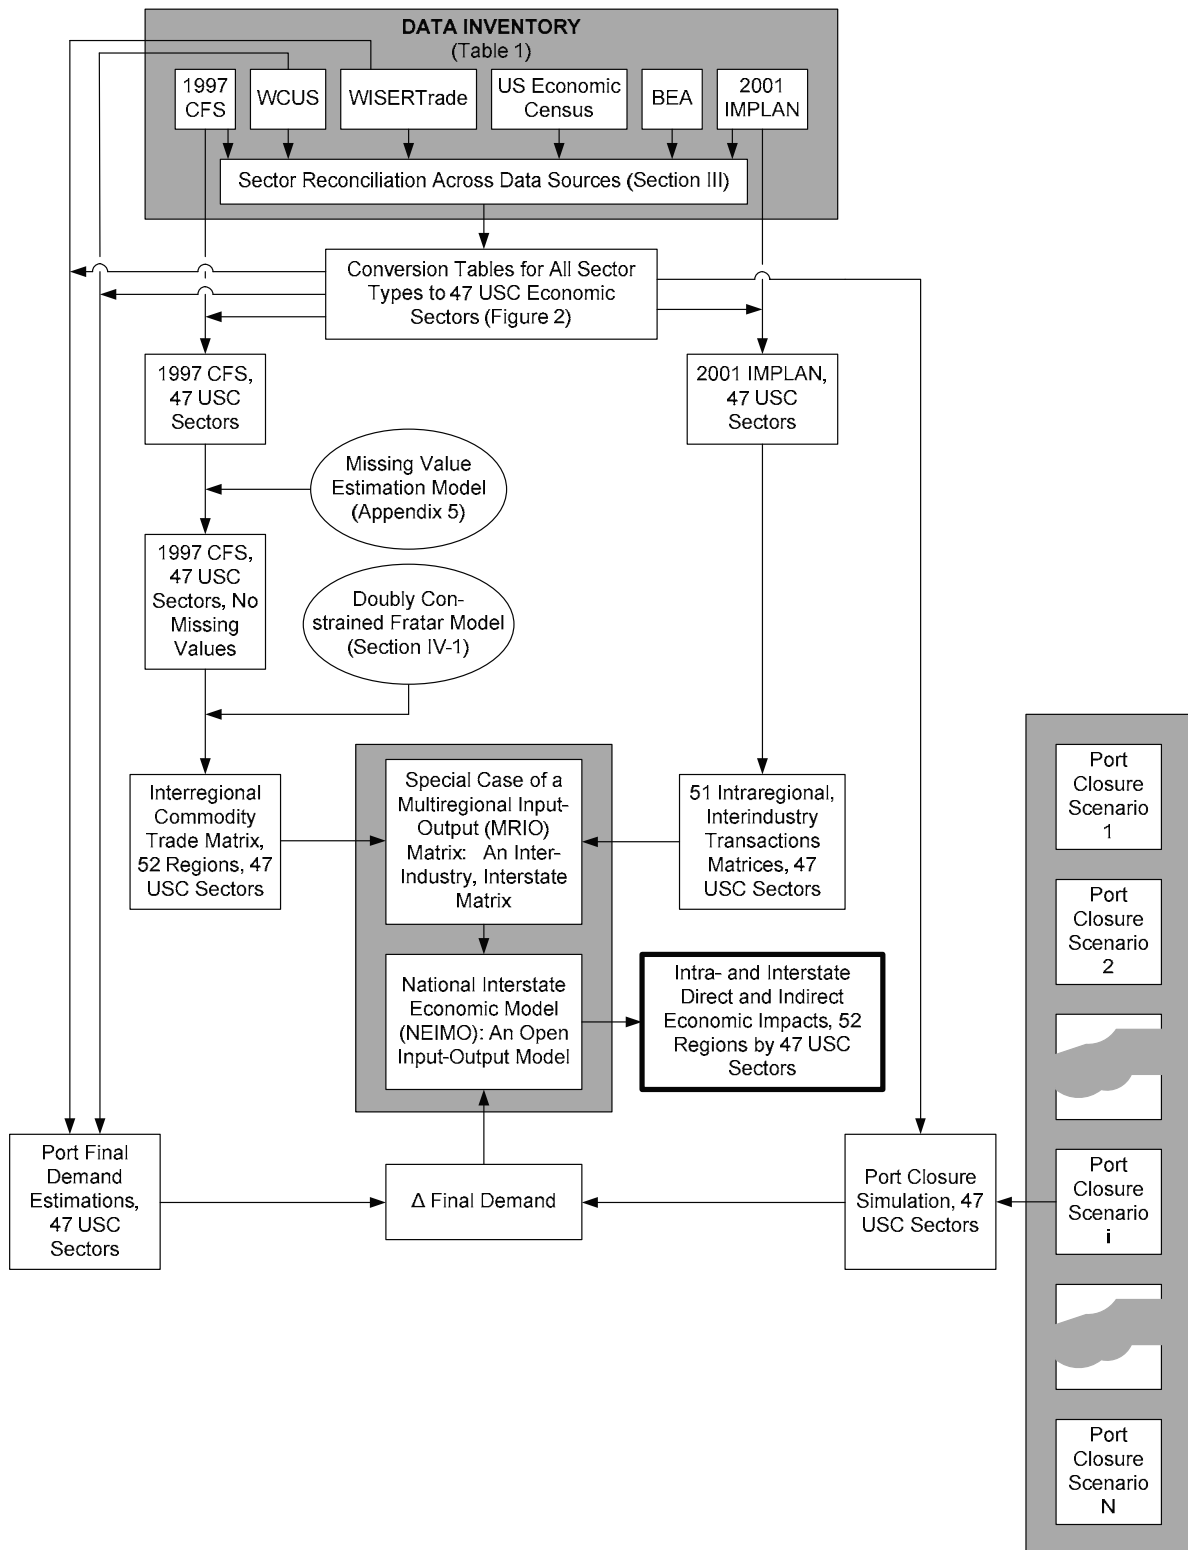 DATA INVENTORY
(Table 1)
1997
CFS
WCUS
WISERTrade
US Economic
Census
BEA
2001
IMPLAN
Sector Reconciliation Across Data Sources (Section III)
Conversion Tables for All Sector
Types to 47 USC Economic
Sectors (Figure 2)
1997 CFS,
47 USC
Sectors
2001 IMPLAN,
47 USC
Sectors
Missing Value
Estimation Model
(Appendix 5)
1997 CFS,
47 USC
Sectors, No
Missing
Values
Doubly Con-
strained Fratar Model
(Section IV-1)
Interregional
Commodity
Trade Matrix,
52 Regions, 47
USC Sectors
Special Case of a
Multiregional Input-
Output (MRIO)
Matrix: An Inter-
Industry, Interstate
Matrix
51 Intraregional,
Interindustry
Transactions
Matrices, 47
USC Sectors
National Interstate
Economic Model
(NEIMO): An Open
Input-Output Model
Intra- and Interstate
Direct and Indirect
Economic Impacts, 52
Regions by 47 USC
Sectors
Port Final
Demand
Estimations,
47 USC
Sectors
Δ Final Demand
Port Closure
Simulation, 47
USC Sectors
Port
Closure
Scenario
1
Port
Closure
Scenario
2
Port
Closure
Scenario
i
Port
Closure
Scenario
N